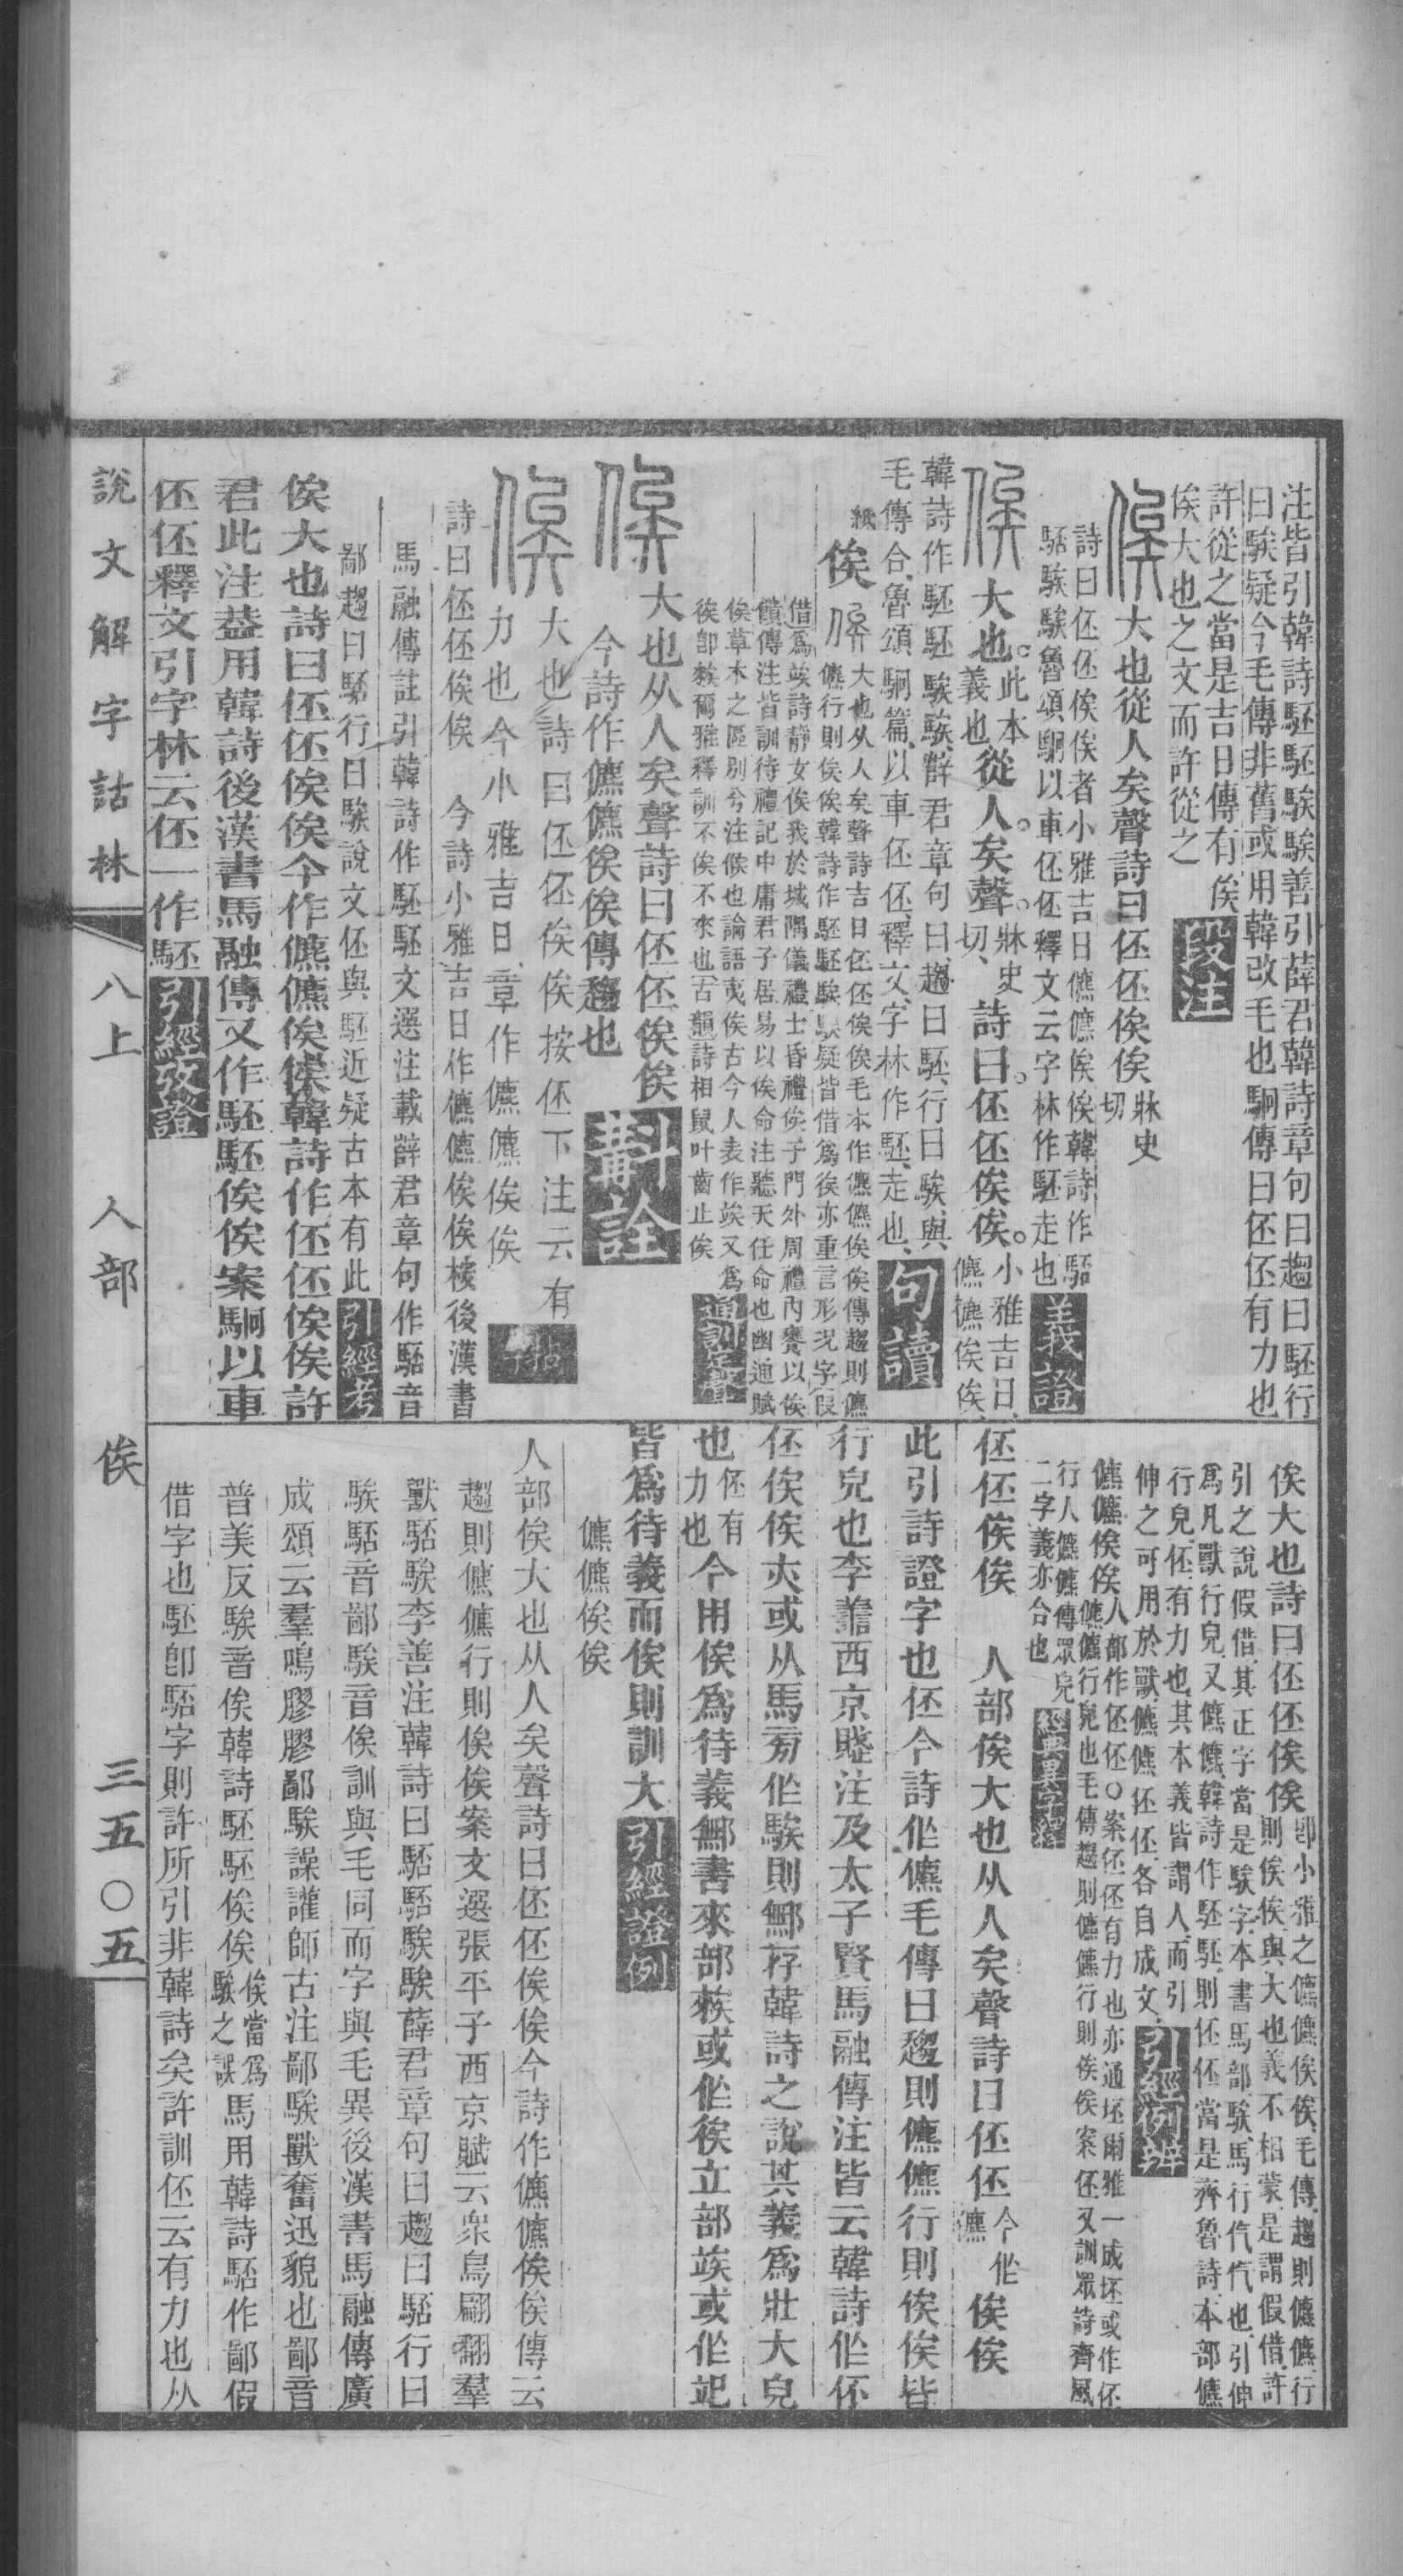 注皆引韓詩駓駓騃騃善引薛君韓詩章句曰趨曰駓行
曰騃疑今毛傳非舊或用韓改毛也駉傳曰伾伾有力也
許從之當是吉日傳有俟
俟大也之文而許從之
段注
大也從人矣聲詩曰伾伾俟俟牀史切
詩曰伾伾俟俟者小雅吉日儦儦俟俟韓詩作駱
駱騃騃魯頌駉以車伾伾釋文云字林作駓走也
義證
大也此本義也從人矣聲牀史切詩曰伾伾俟俟小雅吉日儦儦俟俟
韓詩作駓駓騃騃薛君章句曰趨曰駓行曰騃與
毛傳合魯頌駉篇以車伾伾釋文字林作駓走也
句讀
俟
大也从人矣聲詩吉日伾伾俟俟毛本作儦儦俟俟傳趨則儦
儦行則俟俟韓詩作駓駓騃騃疑皆借爲俟亦重言形況字假
借爲竢詩靜女俟我於城隅儀禮士昏禮俟于門外周禮內饔以俟
饋傳注皆訓待禮記中庸君子居易以俟命注聽天任命也幽通賦
俟草木之區別兮注候也論語夷俟古今人表作竢又爲
䇃卽𥏳爾雅釋訓不俟不來也古韻詩相鼠叶齒止俟
通訓定聲
大也从人矣聲詩曰伾伾俟俟
今詩作儦儦俟俟傳趨也
斠詮
大也詩曰伾伾俟俟按伾下注云有
力也今小雅吉日章作儦儦俟俟
詩曰伾伾俟俟 今詩小雅吉日作儦儦俟俟按後漢書
馬融傳註引韓詩作駓駓文選注載薛君章句作駱音
鄙趨曰駱行曰騃說文伾與駓近疑古本有此
引經考
俟大也詩曰伾伾俟俟今作儦儦俟俟韓詩作伾伾俟俟許
君此注葢用韓詩後漢書馬融傳又作駓駓俟俟案駉以車
伾伾釋文引字林云伾一作駓
引經攷證
俟大也詩曰伾伾俟俟卽小雅之儦儦俟俟毛傳趨則儦儦行
則俟俟與大也義不相蒙是謂假借許
引之說假借其正字當是騃字本書馬部騃馬行仡仡也引伸
爲凡獸行皃又儦儦韓詩作駓駓則伾伾當是齊魯詩本部儦
行皃伾有力也其本義皆謂人而引
伸之可用於獸儦儦伾伾各自成文
引經例辨
儦儦俟俟人部作伾伾○案伾伾有力也亦通坯爾雅一成坯或作伾
儦儦行皃也毛傳趨則儦儦行則俟俟案伾又訓眾詩齊風
行人儦儦傳眾皃
二字義亦合也
伾伾俟俟 人部俟大也从人矣聲詩曰伾伾今作儦俟俟
此引詩證字也伾今詩作儦毛傳曰趨則儦儦行則俟俟皆
行皃也李譱西京賦注及太子賢馬融傳注皆云韓詩作伾
伾俟俟夾或从馬旁作騃則鄦存韓詩之說其義爲壯大皃
也伾有力也今用俟爲待義鄦書來部𥏳或作䇃立部竢或作𥩳
皆爲待義而俟則訓大
引經證例
儦儦俟俟
人部俟大也从人矣聲詩曰伾伾俟俟今詩作儦儦俟俟傳云
趨則儦儦行則俟俟案文選張平子西京賦云衆鳥翩翻羣
獸駱騃李善注韓詩曰駱駱騃騃薛君章句曰趨曰駱行曰
騃駱音鄙騃音俟訓與毛同而字與毛異後漢書馬融傳廣
成頌云羣鳴膠膠鄙騃譟讙師古注鄙騃獸奮迅貌也鄙音
普美反騃音俟韓詩駓駓俟俟俟當爲騃之誤馬用韓詩駱作鄙假
借字也駓卽駱字則許所引非韓詩矣許訓伾云有力也从
說文解字詁林 八上 人部 俟 三五〇五